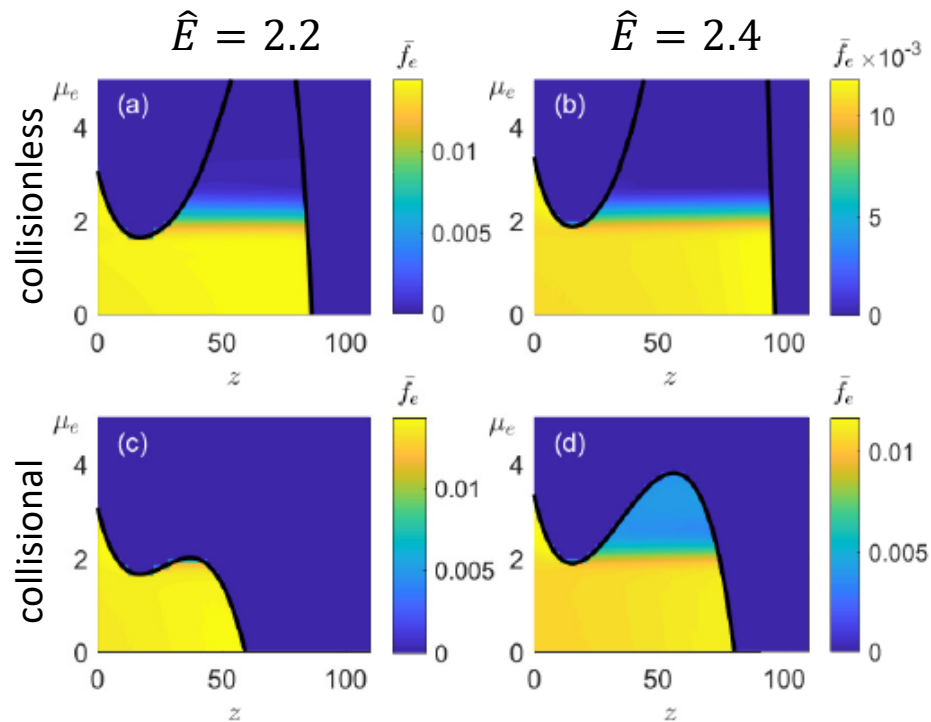 Ê = 2.2
Ê = 2.4
collisionless
(a)
μₑ
4
2
0
0
50
100
z
f̄ₑ
0.01
0.005
0
(b)
4
2
0
0
50
100
z
f̄ₑ ×10⁻³
10
5
0
collisional
(c)
μₑ
4
2
0
0
50
100
z
f̄ₑ
0.01
0.005
0
(d)
μₑ
4
2
0
0
50
100
z
f̄ₑ
0.01
0.005
0